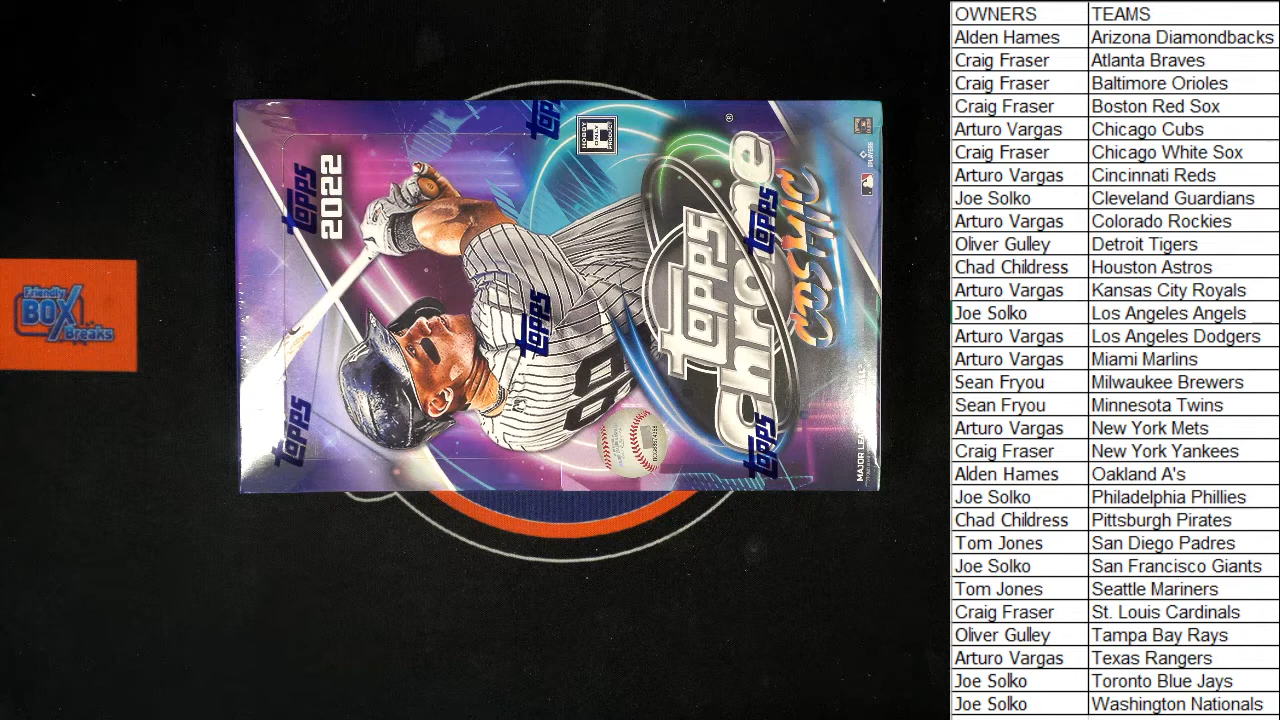 OWNERS TEAMS
Alden Hames Arizona Diamondbacks
Craig Fraser Atlanta Braves
Craig Fraser Baltimore Orioles
Craig Fraser Boston Red Sox
Arturo Vargas Chicago Cubs
Craig Fraser Chicago White Sox
Arturo Vargas Cincinnati Reds
Joe Solko Cleveland Guardians
Arturo Vargas Colorado Rockies
Oliver Gulley Detroit Tigers
Chad Childress Houston Astros
Arturo Vargas Kansas City Royals
Joe Solko Los Angeles Angels
Arturo Vargas Los Angeles Dodgers
Arturo Vargas Miami Marlins
Sean Fryou Milwaukee Brewers
Sean Fryou Minnesota Twins
Arturo Vargas New York Mets
Craig Fraser New York Yankees
Alden Hames Oakland A's
Joe Solko Philadelphia Phillies
Chad Childress Pittsburgh Pirates
Tom Jones San Diego Padres
Joe Solko San Francisco Giants
Tom Jones Seattle Mariners
Craig Fraser St. Louis Cardinals
Oliver Gulley Tampa Bay Rays
Arturo Vargas Texas Rangers
Joe Solko Toronto Blue Jays
Joe Solko Washington Nationals
Friendly
BOX
Breaks
2022
topps
chrome
COSMIC
®
HOBBY
ONLY
PRODUCT
topps
topps
topps
topps
topps
topps
99
PLAYERS